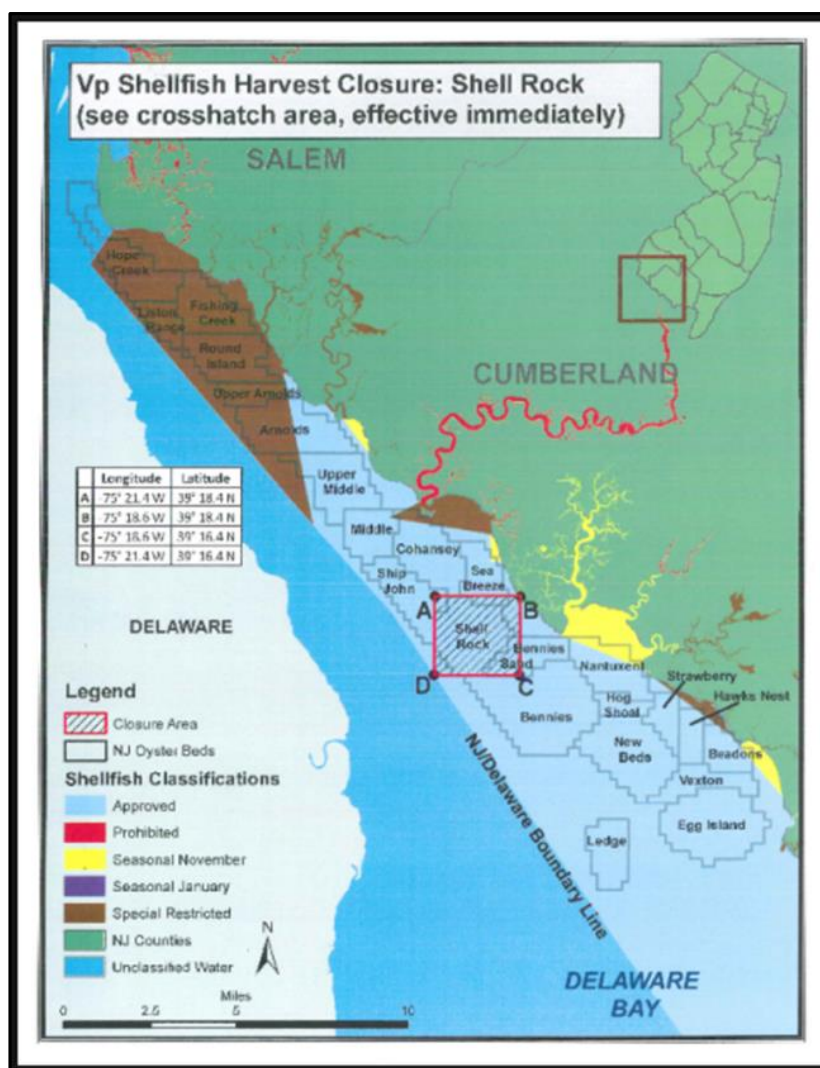 Vp Shellfish Harvest Closure: Shell Rock
(see crosshatch area, effective immediately)
SALEM
Hope
Creek
Liston
Range
Fishing
Creek
Round
Island
Upper Arnolds
Arnolds
CUMBERLAND
Upper
Middle
Middle
Cohansey
Ship
John
Sea
Breeze
Longitude Latitude
A -75° 21.4 W 39° 18.4 N
B -75° 18.6 W 39° 18.4 N
C -75° 18.6 W 39° 16.4 N
D -75° 21.4 W 39° 16.4 N
A
B
Shell
Rock
D
C
Bennies
Sand
Nantuxent
Strawberry
Hawks Nest
Hog
Shoal
Bennies
New
Beds
Beadons
Vexton
Egg Island
Ledge
DELAWARE
NJ/Delaware Boundary Line
DELAWARE
BAY
Legend
Closure Area
NJ Oyster Beds
Shellfish Classifications
Approved
Prohibited
Seasonal November
Seasonal January
Special Restricted
NJ Counties
Unclassified Water
N
Miles
0 2.5 5 10